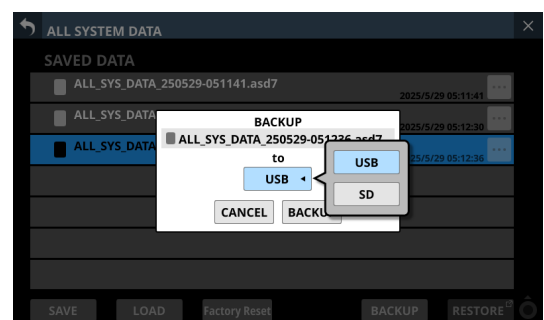 ALL SYSTEM DATA
SAVED DATA
ALL_SYS_DATA_250529-051141.asd7
2025/5/29 05:11:41
ALL_SYS_DATA
2025/5/29 05:12:30
ALL_SYS_DATA
25/5/29 05:12:36
BACKUP
ALL_SYS_DATA_250529-051236.asd7
to
USB
USB
SD
CANCEL
BACKU
SAVE
LOAD
Factory Reset
BACKUP
RESTORE